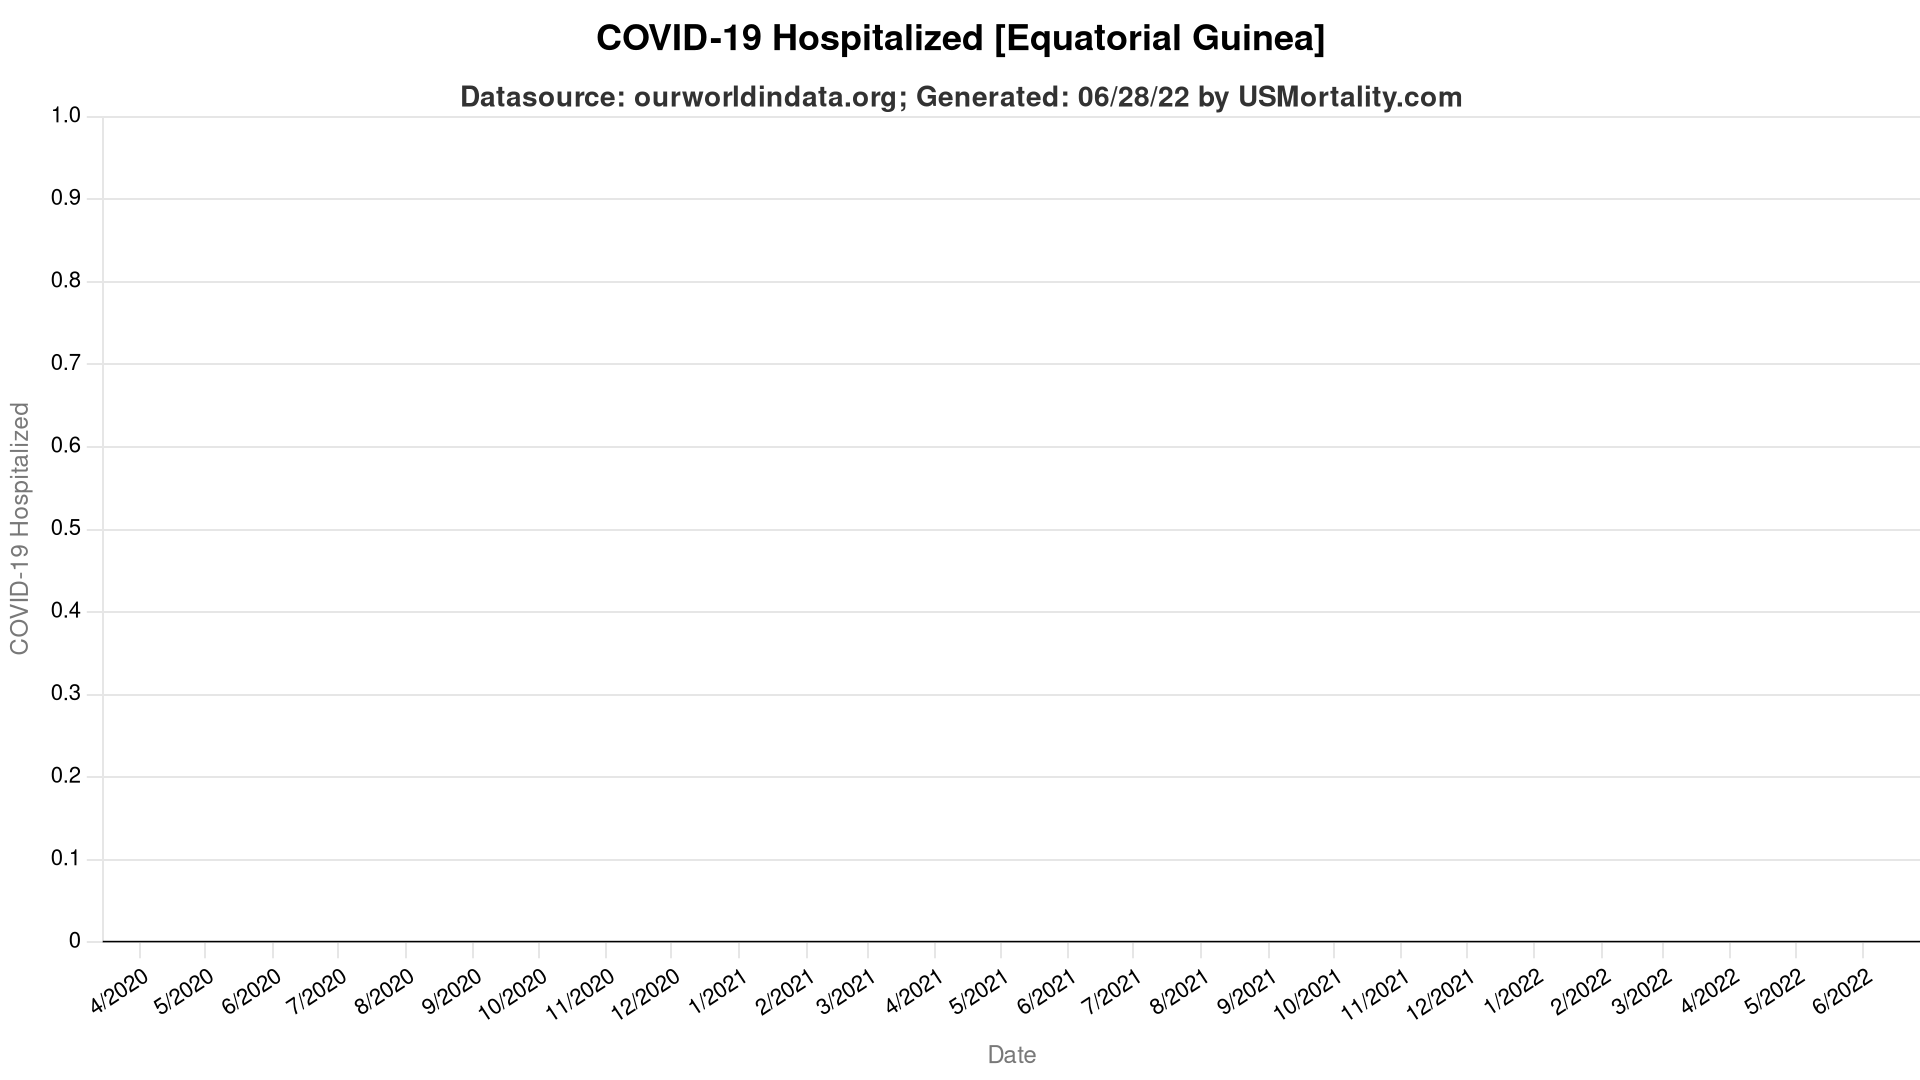 COVID-19 Hospitalized [Equatorial Guinea]
Datasource: ourworldindata.org; Generated: 06/28/22 by USMortality.com
1.0
0.9
0.8
0.7
0.6
0.5
0.4
0.3
0.2
0.1
0
COVID-19 Hospitalized
4/2020 5/2020 6/2020 7/2020 8/2020 9/2020 10/2020 11/2020 12/2020 1/2021 2/2021 3/2021 4/2021 5/2021 6/2021 7/2021 8/2021 9/2021 10/2021 11/2021 12/2021 1/2022 2/2022 3/2022 4/2022 5/2022 6/2022
Date